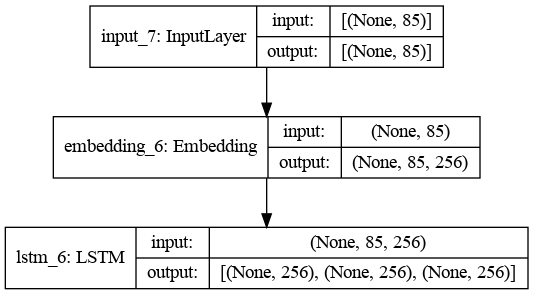 input_7: InputLayer
input:
[(None, 85)]
output:
[(None, 85)]
embedding_6: Embedding
input:
(None, 85)
output:
(None, 85, 256)
lstm_6: LSTM
input:
(None, 85, 256)
output:
[(None, 256), (None, 256), (None, 256)]